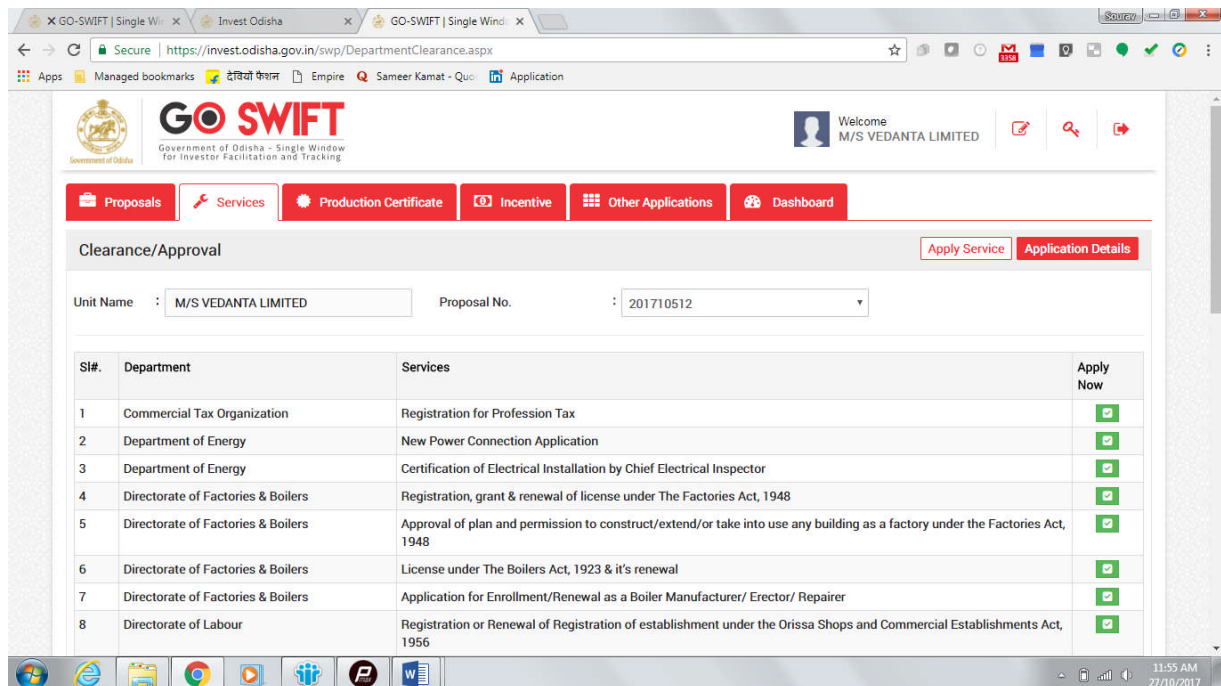 GO-SWIFT | Single Win
Invest Odisha
GO-SWIFT | Single Windo
Sourav
Secure | https://invest.odisha.gov.in/swp/DepartmentClearance.aspx
3358
Apps Managed bookmarks देवियों फैशन Empire Sameer Kamat - Quo Application
Government of Odisha
GO SWIFT
Government of Odisha - Single Window
for Investor Facilitation and Tracking
Welcome
M/S VEDANTA LIMITED
Proposals Services Production Certificate Incentive Other Applications Dashboard
Clearance/Approval Apply Service Application Details
Unit Name : M/S VEDANTA LIMITED Proposal No. : 201710512
Sl#. Department Services Apply
Now
1 Commercial Tax Organization Registration for Profession Tax
2 Department of Energy New Power Connection Application
3 Department of Energy Certification of Electrical Installation by Chief Electrical Inspector
4 Directorate of Factories & Boilers Registration, grant & renewal of license under The Factories Act, 1948
5 Directorate of Factories & Boilers Approval of plan and permission to construct/extend/or take into use any building as a factory under the Factories Act,
1948
6 Directorate of Factories & Boilers License under The Boilers Act, 1923 & it's renewal
7 Directorate of Factories & Boilers Application for Enrollment/Renewal as a Boiler Manufacturer/ Erector/ Repairer
8 Directorate of Labour Registration or Renewal of Registration of establishment under the Orissa Shops and Commercial Establishments Act,
1956
11:55 AM
27/10/2017